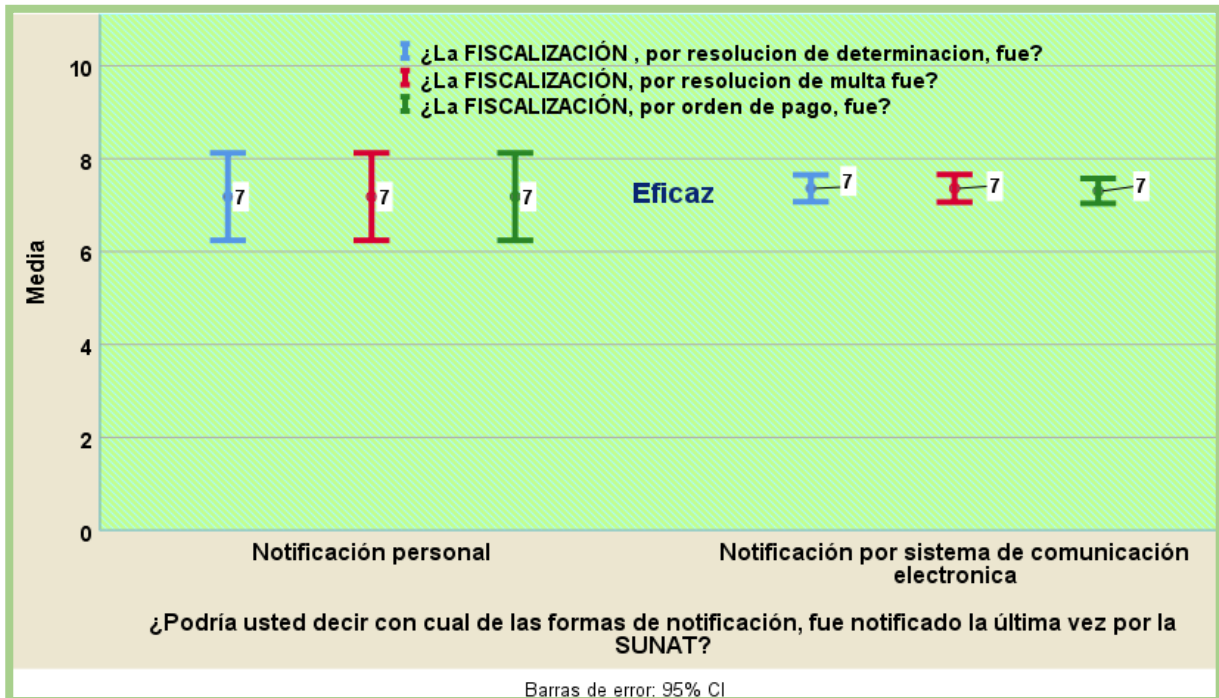 ¿La FISCALIZACIÓN , por resolucion de determinacion, fue?
¿La FISCALIZACIÓN, por resolucion de multa fue?
¿La FISCALIZACIÓN, por orden de pago, fue?
10
8
6
4
2
0
Media
7
7
7
Eficaz
7
7
7
Notificación personal
Notificación por sistema de comunicación
electronica
¿Podría usted decir con cual de las formas de notificación, fue notificado la última vez por la
SUNAT?
Barras de error: 95% CI